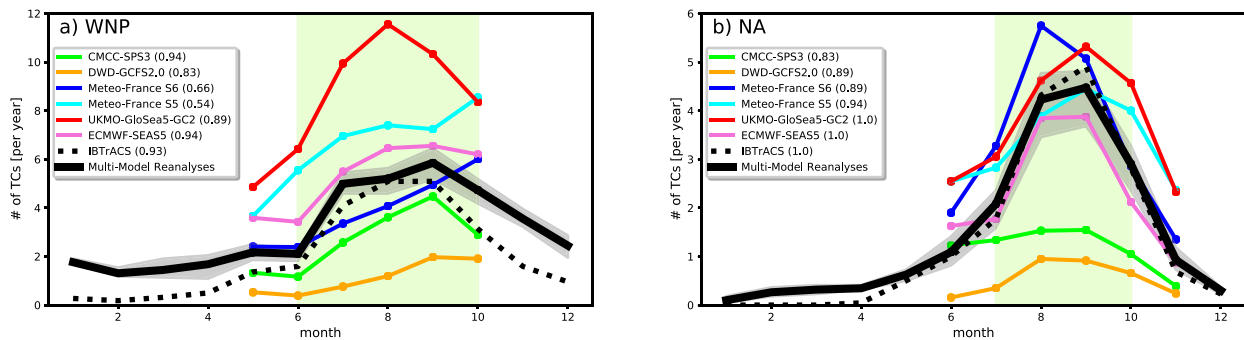 a) WNP
CMCC-SPS3 (0.94)
DWD-GCFS2.0 (0.83)
Meteo-France S6 (0.66)
Meteo-France S5 (0.54)
UKMO-GloSea5-GC2 (0.89)
ECMWF-SEAS5 (0.94)
IBTrACS (0.93)
Multi-Model Reanalyses
# of TCs [per year]
12
10
8
6
4
2
0
2 4 6 8 10 12
month
b) NA
CMCC-SPS3 (0.83)
DWD-GCFS2.0 (0.89)
Meteo-France S6 (0.89)
Meteo-France S5 (0.94)
UKMO-GloSea5-GC2 (1.0)
ECMWF-SEAS5 (1.0)
IBTrACS (1.0)
Multi-Model Reanalyses
# of TCs [per year]
6
5
4
3
2
1
0
2 4 6 8 10 12
month